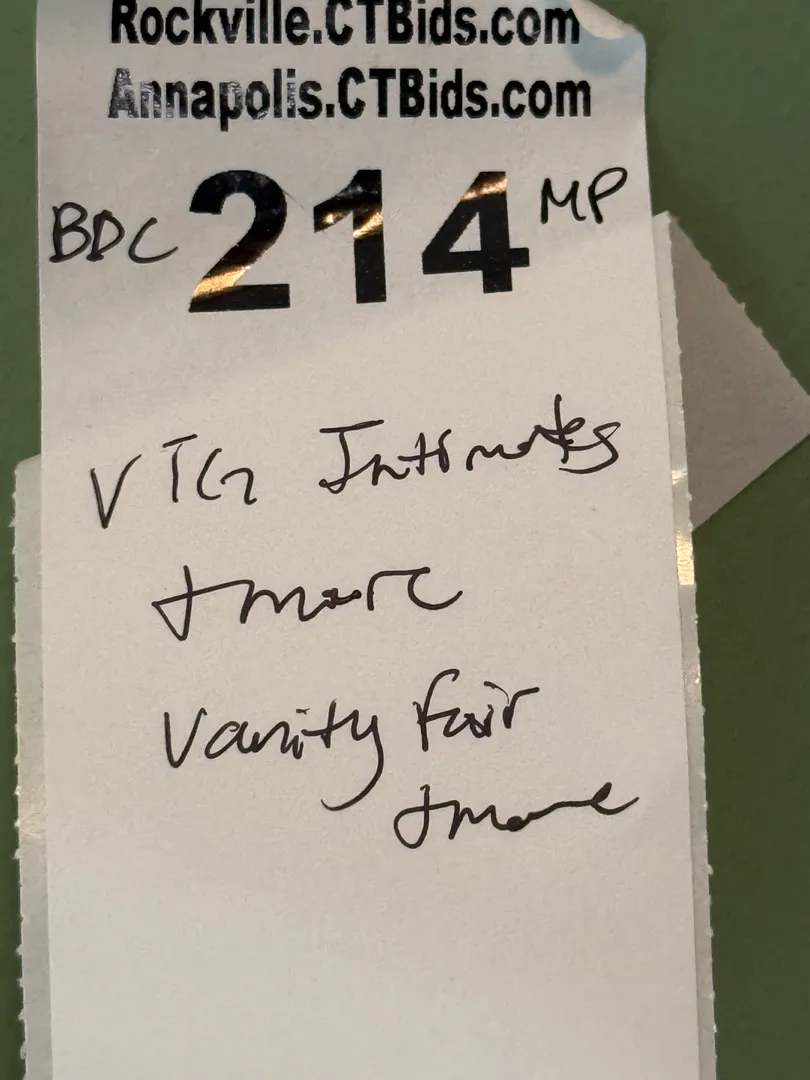 Rockville.CTBids.com
Annapolis.CTBids.com
BDC 214 MP
VTG Intimates
+ more
Vanity Fair
+ more